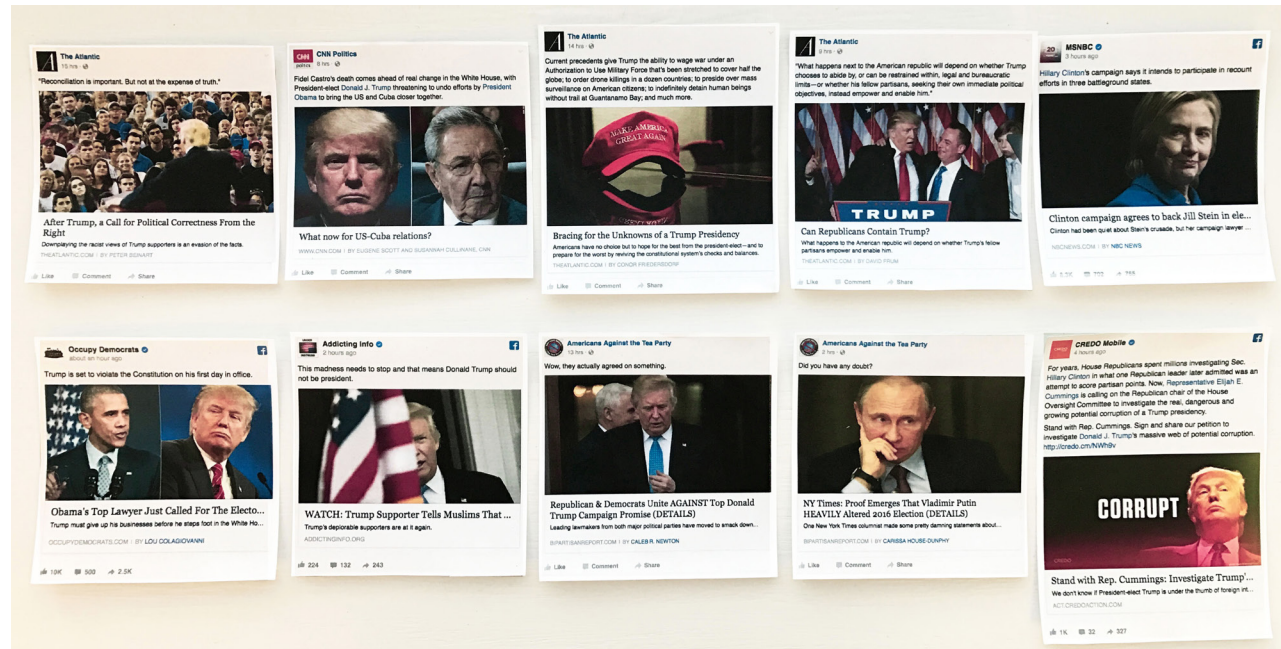 The Atlantic
15 hrs ·
"Reconciliation is important. But not at the expense of truth."
After Trump, a Call for Political Correctness From the
Right
Downplaying the racist views of Trump supporters is an evasion of the facts.
THEATLANTIC.COM | BY PETER BEINART
Like Comment Share
CNN
politics
CNN Politics
8 hrs ·
Fidel Castro's death comes ahead of real change in the White House, with
President-elect Donald J. Trump threatening to undo efforts by President
Obama to bring the US and Cuba closer together.
What now for US-Cuba relations?
WWW.CNN.COM | BY EUGENE SCOTT AND SUSANNAH CULLINANE, CNN
Like Comment Share
The Atlantic
14 hrs ·
Current precedents give Trump the ability to wage war under an
Authorization to Use Military Force that's been stretched to cover half the
globe; to order drone killings in a dozen countries; to preside over mass
surveillance on American citizens; to indefinitely detain human beings
without trail at Guantanamo Bay; and much more.
MAKE AMERICA
GREAT AGAIN
Bracing for the Unknowns of a Trump Presidency
Americans have no choice but to hope for the best from the president-elect—and to
prepare for the worst by reviving the constitutional system's checks and balances.
THEATLANTIC.COM | BY CONOR FRIEDERSDORF
Like Comment Share
The Atlantic
9 hrs ·
"What happens next to the American republic will depend on whether Trump
chooses to abide by, or can be restrained within, legal and bureaucratic
limits—or whether his fellow partisans, seeking their own immediate political
objectives, instead empower and enable him."
TRUMP
Can Republicans Contain Trump?
What happens to the American republic will depend on whether Trump's fellow
partisans empower and enable him.
THEATLANTIC.COM | BY DAVID FRUM
Like Comment Share
20
MSNBC
3 hours ago
Hillary Clinton's campaign says it intends to participate in recount
efforts in three battleground states.
Clinton campaign agrees to back Jill Stein in ele...
Clinton had been quiet about Stein's crusade, but her campaign lawyer ...
NBCNEWS.COM | BY NBC NEWS
Occupy Democrats
about an hour ago
Trump is set to violate the Constitution on his first day in office.
Obama's Top Lawyer Just Called For The Electo...
Trump must give up his businesses before he steps foot in the White Ho...
OCCUPYDEMOCRATS.COM | BY LOU COLAGIOVANNI
10K 500 2.5K
Addicting Info
2 hours ago
This madness needs to stop and that means Donald Trump should
not be president.
WATCH: Trump Supporter Tells Muslims That ...
Trump's deplorable supporters are at it again.
ADDICTINGINFO.ORG
224 132 243
Americans Against the Tea Party
13 hrs ·
Wow, they actually agreed on something.
Republican & Democrats Unite AGAINST Top Donald
Trump Campaign Promise (DETAILS)
Leading lawmakers from both major political parties have moved to smack down...
BIPARTISANREPORT.COM | BY CALEB R. NEWTON
Like Comment Share
Americans Against the Tea Party
2 hrs ·
Did you have any doubt?
NY Times: Proof Emerges That Vladimir Putin
HEAVILY Altered 2016 Election (DETAILS)
One New York Times columnist made some pretty damning statements about...
BIPARTISANREPORT.COM | BY CARISSA HOUSE-DUNPHY
Like Comment Share
CREDO Mobile
4 hours ago
For years, House Republicans spent millions investigating Sec.
Hillary Clinton in what one Republican leader later admitted was an
attempt to score partisan points. Now, Representative Elijah E.
Cummings is calling on the Republican chair of the House
Oversight Committee to investigate the real, dangerous and
growing potential corruption of a Trump presidency.
Stand with Rep. Cummings. Sign and share our petition to
investigate Donald J. Trump's massive web of potential corruption.
http://credo.cm/NWh9v
CORRUPT
CREDO
Stand with Rep. Cummings: Investigate Trump'...
We don't know if President-elect Trump is under the thumb of foreign int...
ACT.CREDOACTION.COM
1K 32 327